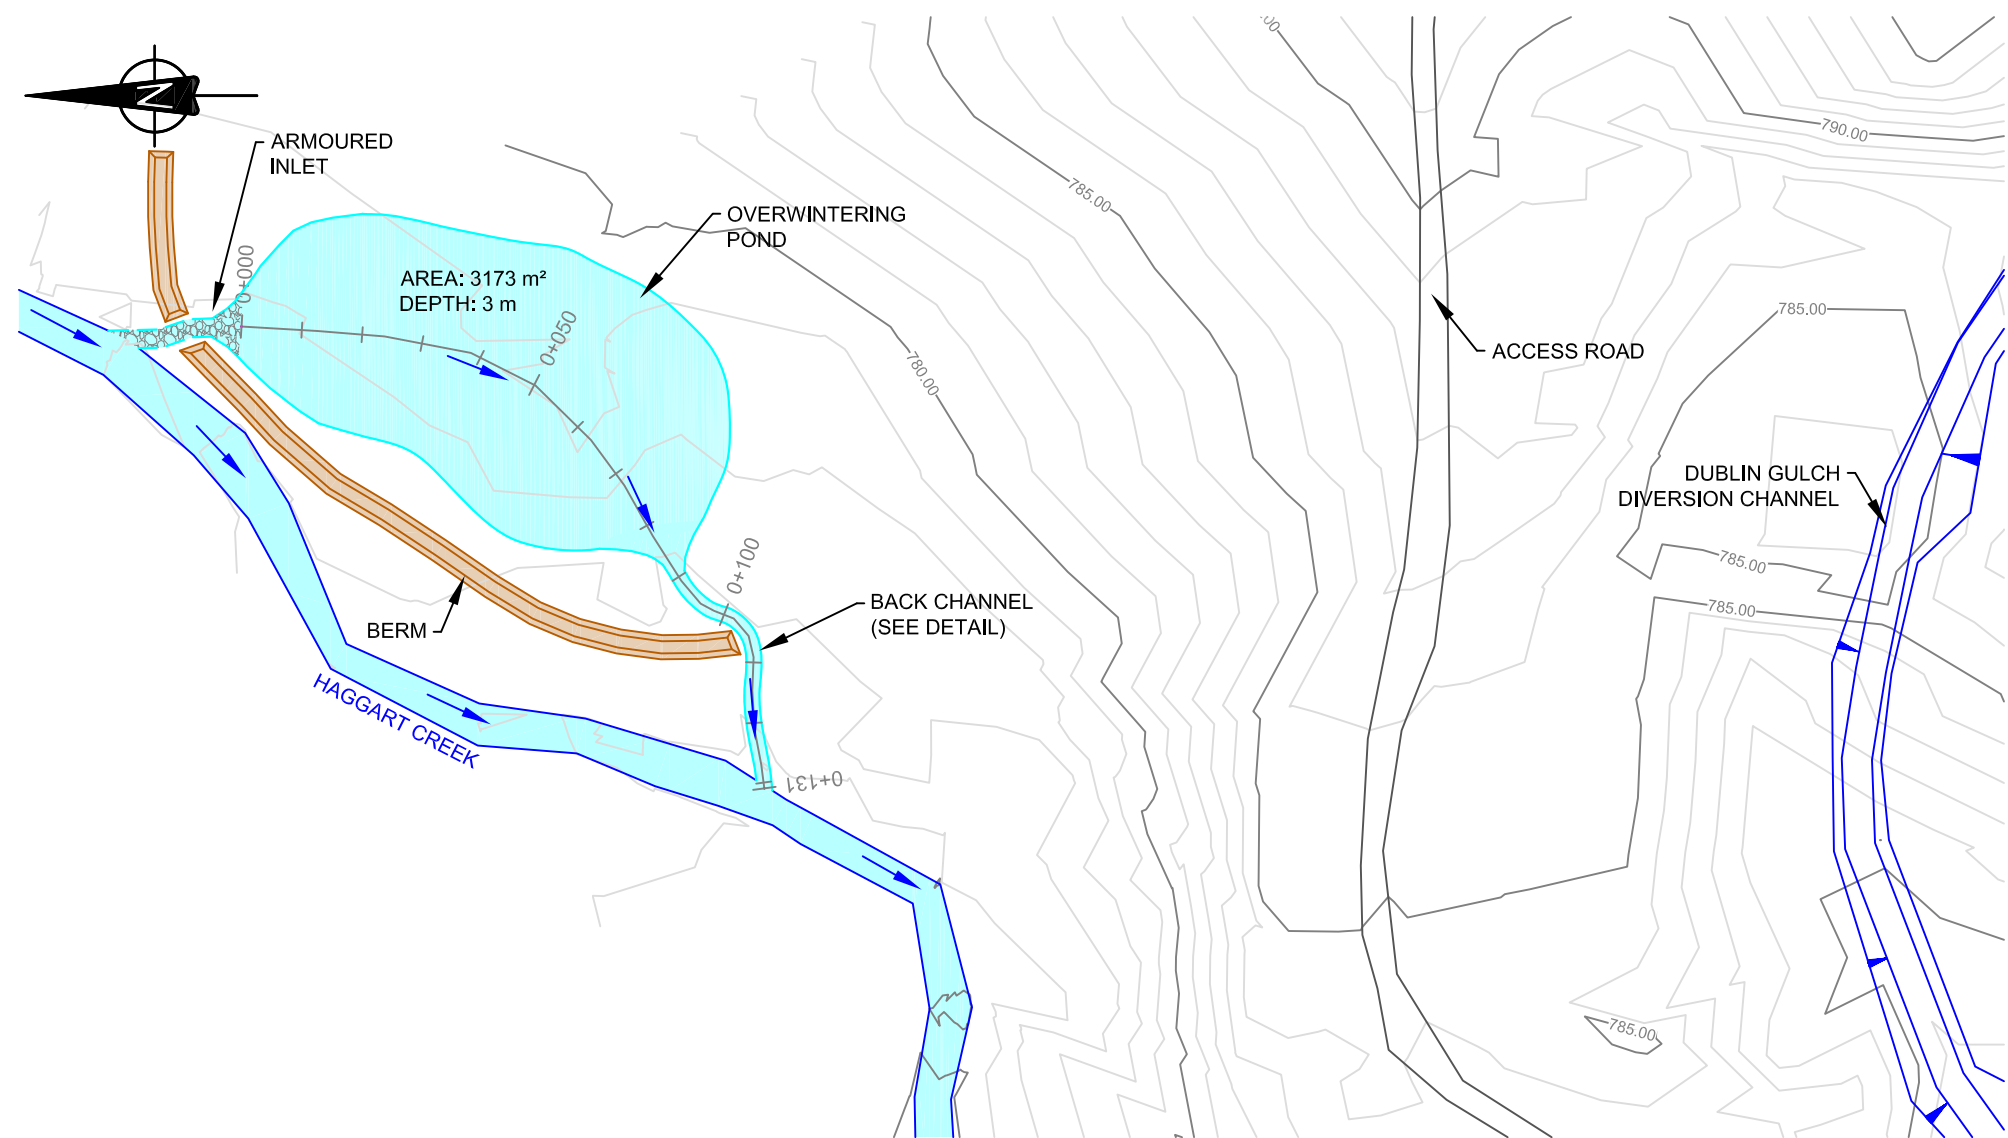 00
N
790.00
ARMOURED
INLET
785.00
OVERWINTERING
POND
0+000
AREA: 3173 m²
DEPTH: 3 m
785.00
0+050
ACCESS ROAD
780.00
DUBLIN GULCH
DIVERSION CHANNEL
785.00
0+100
785.00
BACK CHANNEL
(SEE DETAIL)
BERM
HAGGART CREEK
0+131
785.00